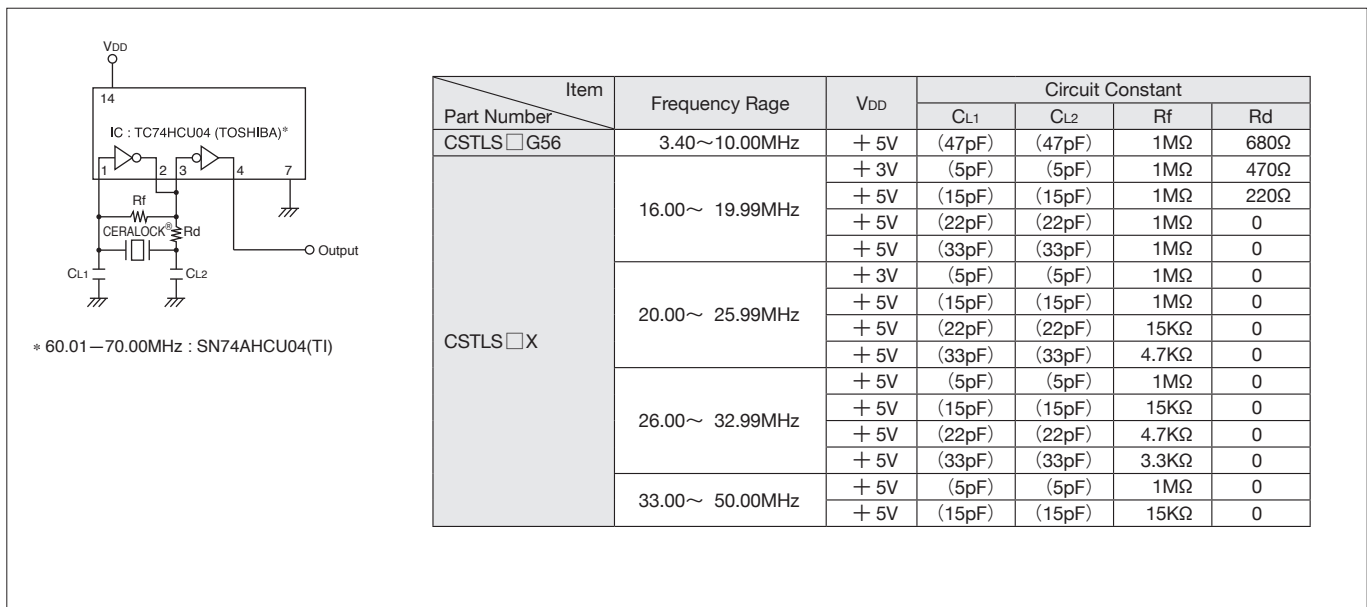 VDD
14
IC : TC74HCU04 (TOSHIBA)*
1 2 3 4 7
Rf
CERALOCK® Rd
Output
CL1 CL2
* 60.01—70.00MHz : SN74AHCU04(TI)
Item
Part Number Frequency Rage VDD Circuit Constant
CL1 CL2 Rf Rd
CSTLS□G56 3.40～10.00MHz ＋5V （47pF） （47pF） 1MΩ 680Ω
CSTLS□X 16.00～ 19.99MHz ＋3V （5pF） （5pF） 1MΩ 470Ω
＋5V （15pF） （15pF） 1MΩ 220Ω
＋5V （22pF） （22pF） 1MΩ 0
＋5V （33pF） （33pF） 1MΩ 0
20.00～ 25.99MHz ＋3V （5pF） （5pF） 1MΩ 0
＋5V （15pF） （15pF） 1MΩ 0
＋5V （22pF） （22pF） 15KΩ 0
＋5V （33pF） （33pF） 4.7KΩ 0
26.00～ 32.99MHz ＋5V （5pF） （5pF） 1MΩ 0
＋5V （15pF） （15pF） 15KΩ 0
＋5V （22pF） （22pF） 4.7KΩ 0
＋5V （33pF） （33pF） 3.3KΩ 0
33.00～ 50.00MHz ＋5V （5pF） （5pF） 1MΩ 0
＋5V （15pF） （15pF） 15KΩ 0